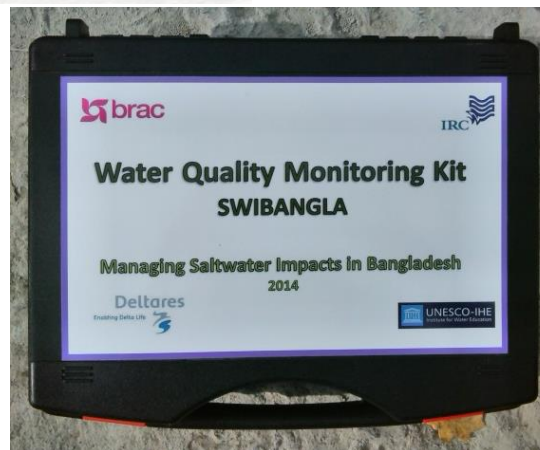 brac
IRC
Water Quality Monitoring Kit
SWIBANGLA
Managing Saltwater Impacts in Bangladesh
2014
Deltares
Enabling Delta Life
UNESCO-IHE
Institute for Water Education